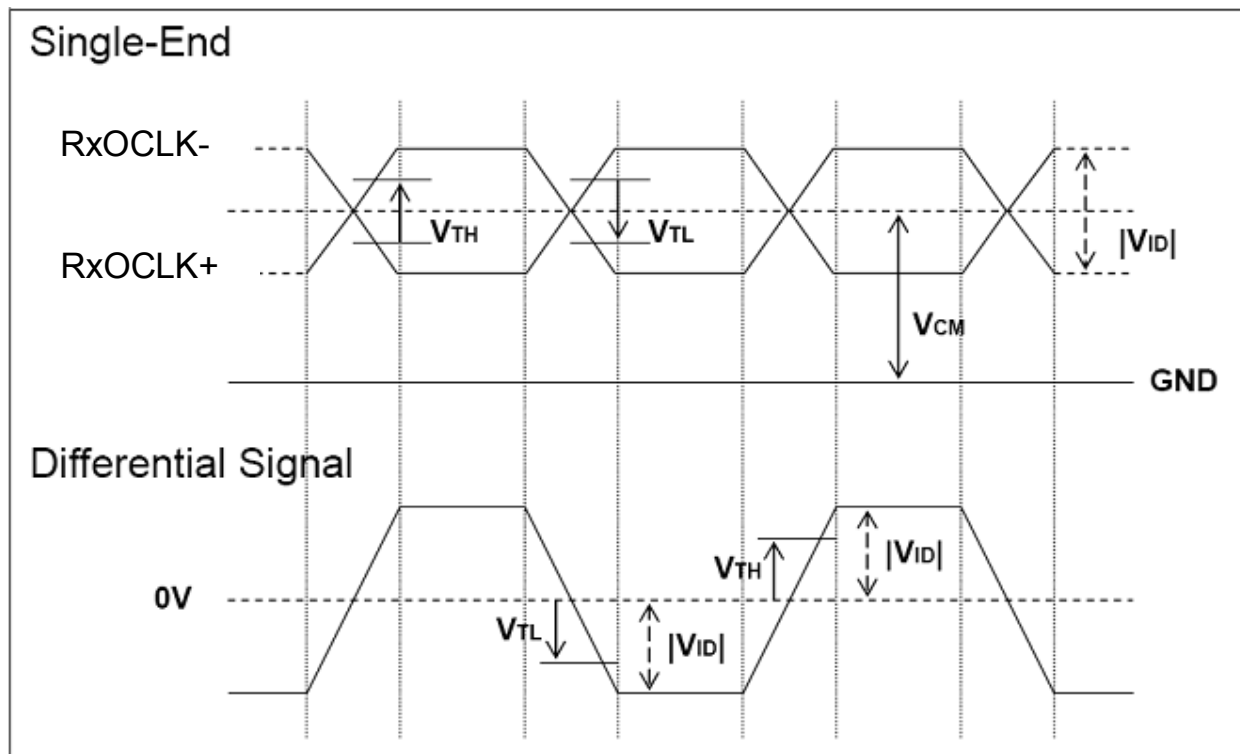 Single-End
RxOCLK-
VTH
VTL
RxOCLK+
|VID|
VCM
GND
Differential Signal
VTH
|VID|
0V
VTL
|VID|